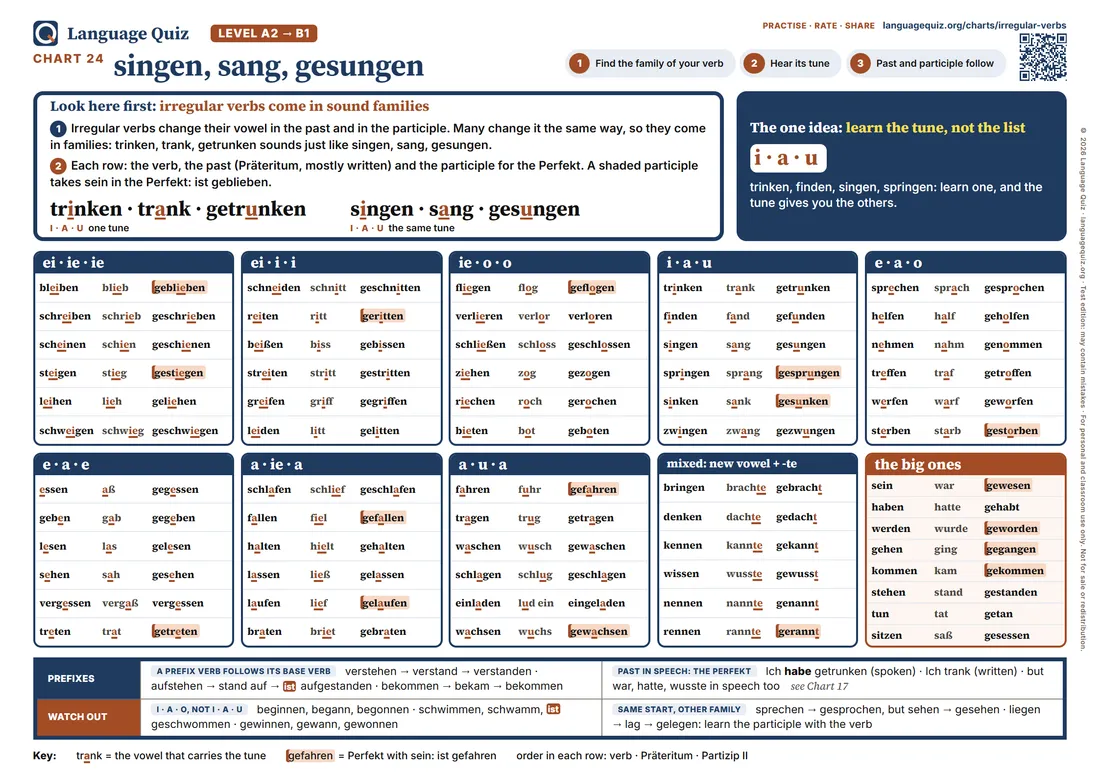 Language Quiz LEVEL A2 → B1
PRACTISE · RATE · SHARE languagequiz.org/charts/irregular-verbs
CHART 24 singen, sang, gesungen
1 Find the family of your verb 2 Hear its tune 3 Past and participle follow
Look here first: irregular verbs come in sound families
1 Irregular verbs change their vowel in the past and in the participle. Many change it the same way, so they come
in families: trinken, trank, getrunken sounds just like singen, sang, gesungen.
2 Each row: the verb, the past (Präteritum, mostly written) and the participle for the Perfekt. A shaded participle
takes sein in the Perfekt: ist geblieben.
trinken · trank · getrunken singen · sang · gesungen
I · A · U one tune I · A · U the same tune
The one idea: learn the tune, not the list
i · a · u
trinken, finden, singen, springen: learn one, and the
tune gives you the others.
ei · ie · ie
bleiben blieb geblieben
schreiben schrieb geschrieben
scheinen schien geschienen
steigen stieg gestiegen
leihen lieh geliehen
schweigen schwieg geschwiegen
ei · i · i
schneiden schnitt geschnitten
reiten ritt geritten
beißen biss gebissen
streiten stritt gestritten
greifen griff gegriffen
leiden litt gelitten
ie · o · o
fliegen flog geflogen
verlieren verlor verloren
schließen schloss geschlossen
ziehen zog gezogen
riechen roch gerochen
bieten bot geboten
i · a · u
trinken trank getrunken
finden fand gefunden
singen sang gesungen
springen sprang gesprungen
sinken sank gesunken
zwingen zwang gezwungen
e · a · o
sprechen sprach gesprochen
helfen half geholfen
nehmen nahm genommen
treffen traf getroffen
werfen warf geworfen
sterben starb gestorben
e · a · e
essen aß gegessen
geben gab gegeben
lesen las gelesen
sehen sah gesehen
vergessen vergaß vergessen
treten trat getreten
a · ie · a
schlafen schlief geschlafen
fallen fiel gefallen
halten hielt gehalten
lassen ließ gelassen
laufen lief gelaufen
braten briet gebraten
a · u · a
fahren fuhr gefahren
tragen trug getragen
waschen wusch gewaschen
schlagen schlug geschlagen
einladen lud ein eingeladen
wachsen wuchs gewachsen
mixed: new vowel + -te
bringen brachte gebracht
denken dachte gedacht
kennen kannte gekannt
wissen wusste gewusst
nennen nannte genannt
rennen rannte gerannt
the big ones
sein war gewesen
haben hatte gehabt
werden wurde geworden
gehen ging gegangen
kommen kam gekommen
stehen stand gestanden
tun tat getan
sitzen saß gesessen
PREFIXES
A PREFIX VERB FOLLOWS ITS BASE VERB verstehen → verstand → verstanden ·
aufstehen → stand auf → ist aufgestanden · bekommen → bekam → bekommen
PAST IN SPEECH: THE PERFEKT Ich habe getrunken (spoken) · Ich trank (written) · but
war, hatte, wusste in speech too see Chart 17
WATCH OUT
I · A · O, NOT I · A · U beginnen, begann, begonnen · schwimmen, schwamm, ist
geschwommen · gewinnen, gewann, gewonnen
SAME START, OTHER FAMILY sprechen → gesprochen, but sehen → gesehen · liegen
→ lag → gelegen: learn the participle with the verb
Key: trank = the vowel that carries the tune gefahren = Perfekt with sein: ist gefahren order in each row: verb · Präteritum · Partizip II
© 2026 Language Quiz · languagequiz.org · Test edition: may contain mistakes · For personal and classroom use only. Not for sale or redistribution.